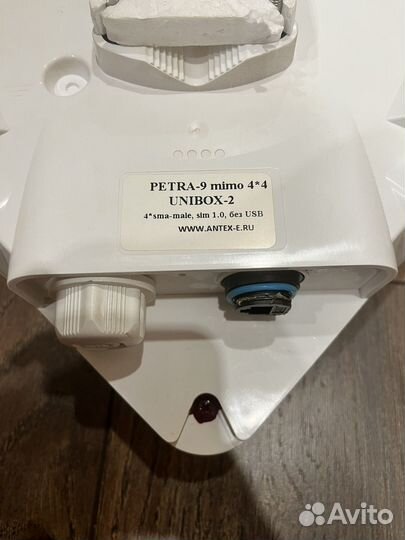 PETRA-9 mimo 4*4
UNIBOX-2
4*sma-male, sim 1.0, без USB
WWW.ANTEX-E.RU
Avito